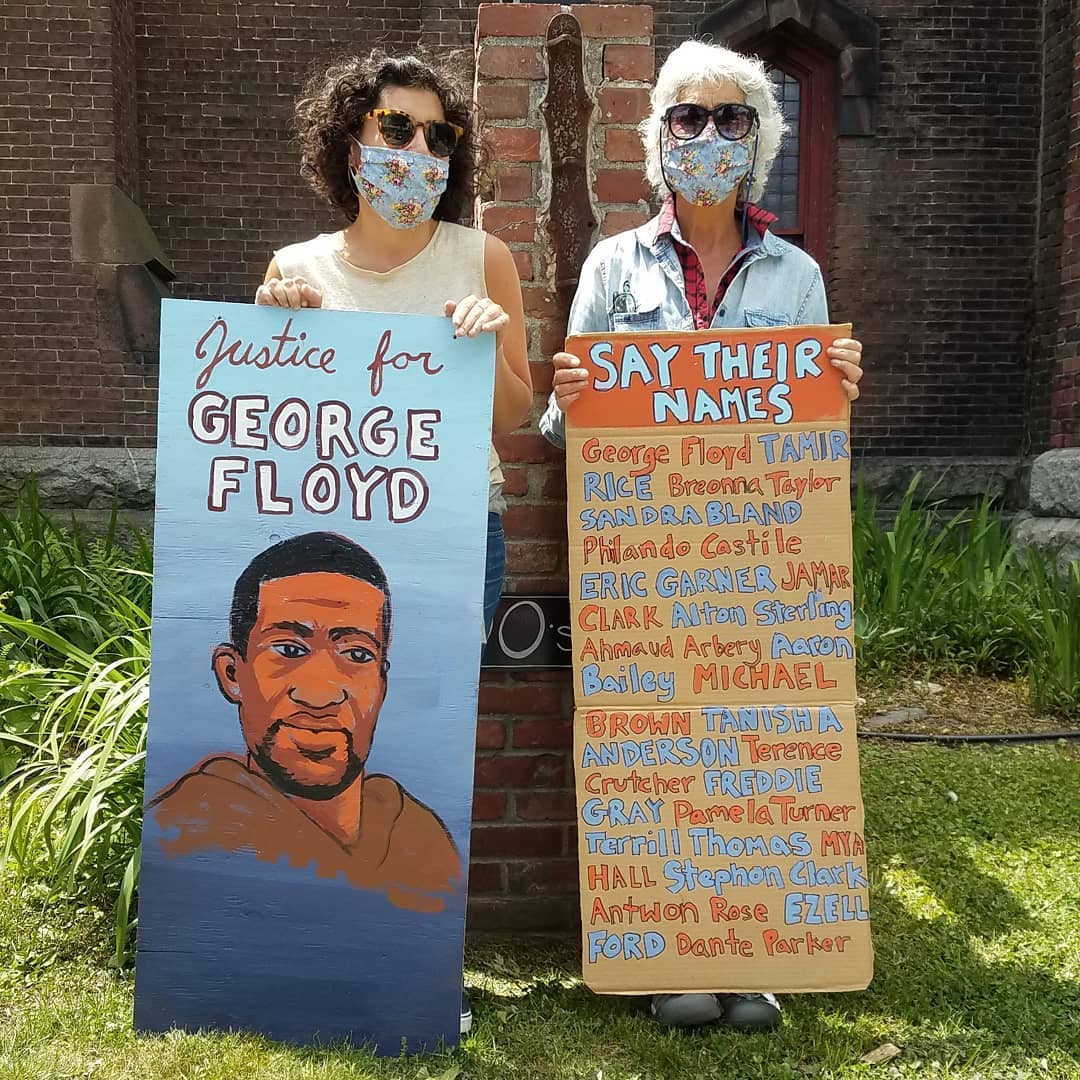 Justice for
GEORGE
FLOYD
SAY THEIR
NAMES
George Floyd TAMIR
RICE Breonna Taylor
SANDRA BLAND
Philando Castile
ERIC GARNER JAMAR
CLARK Alton Sterling
Ahmaud Arbery Aaron
Bailey MICHAEL
BROWN TANISHA
ANDERSON Terence
Crutcher FREDDIE
GRAY Pamela Turner
Terrill Thomas MYA
HALL Stephon Clark
Antwon Rose EZELL
FORD Dante Parker